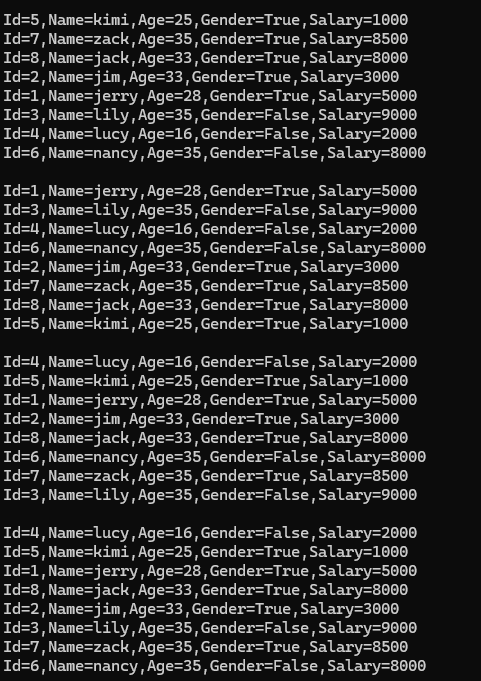 Id=5,Name=kimi,Age=25,Gender=True,Salary=1000
Id=7,Name=zack,Age=35,Gender=True,Salary=8500
Id=8,Name=jack,Age=33,Gender=True,Salary=8000
Id=2,Name=jim,Age=33,Gender=True,Salary=3000
Id=1,Name=jerry,Age=28,Gender=True,Salary=5000
Id=3,Name=lily,Age=35,Gender=False,Salary=9000
Id=4,Name=lucy,Age=16,Gender=False,Salary=2000
Id=6,Name=nancy,Age=35,Gender=False,Salary=8000

Id=1,Name=jerry,Age=28,Gender=True,Salary=5000
Id=3,Name=lily,Age=35,Gender=False,Salary=9000
Id=4,Name=lucy,Age=16,Gender=False,Salary=2000
Id=6,Name=nancy,Age=35,Gender=False,Salary=8000
Id=2,Name=jim,Age=33,Gender=True,Salary=3000
Id=7,Name=zack,Age=35,Gender=True,Salary=8500
Id=8,Name=jack,Age=33,Gender=True,Salary=8000
Id=5,Name=kimi,Age=25,Gender=True,Salary=1000

Id=4,Name=lucy,Age=16,Gender=False,Salary=2000
Id=5,Name=kimi,Age=25,Gender=True,Salary=1000
Id=1,Name=jerry,Age=28,Gender=True,Salary=5000
Id=2,Name=jim,Age=33,Gender=True,Salary=3000
Id=8,Name=jack,Age=33,Gender=True,Salary=8000
Id=6,Name=nancy,Age=35,Gender=False,Salary=8000
Id=7,Name=zack,Age=35,Gender=True,Salary=8500
Id=3,Name=lily,Age=35,Gender=False,Salary=9000

Id=4,Name=lucy,Age=16,Gender=False,Salary=2000
Id=5,Name=kimi,Age=25,Gender=True,Salary=1000
Id=1,Name=jerry,Age=28,Gender=True,Salary=5000
Id=8,Name=jack,Age=33,Gender=True,Salary=8000
Id=2,Name=jim,Age=33,Gender=True,Salary=3000
Id=3,Name=lily,Age=35,Gender=False,Salary=9000
Id=7,Name=zack,Age=35,Gender=True,Salary=8500
Id=6,Name=nancy,Age=35,Gender=False,Salary=8000